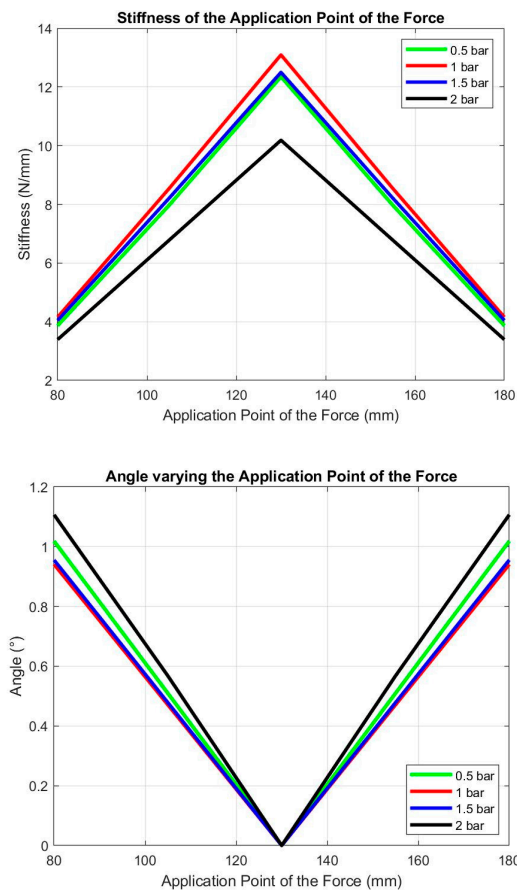 Stiffness of the Application Point of the Force
14
12
10
8
6
4
2
Stiffness (N/mm)
0.5 bar
1 bar
1.5 bar
2 bar
80 100 120 140 160 180
Application Point of the Force (mm)
Angle varying the Application Point of the Force
1.2
1
0.8
0.6
0.4
0.2
0
Angle (°)
0.5 bar
1 bar
1.5 bar
2 bar
80 100 120 140 160 180
Application Point of the Force (mm)